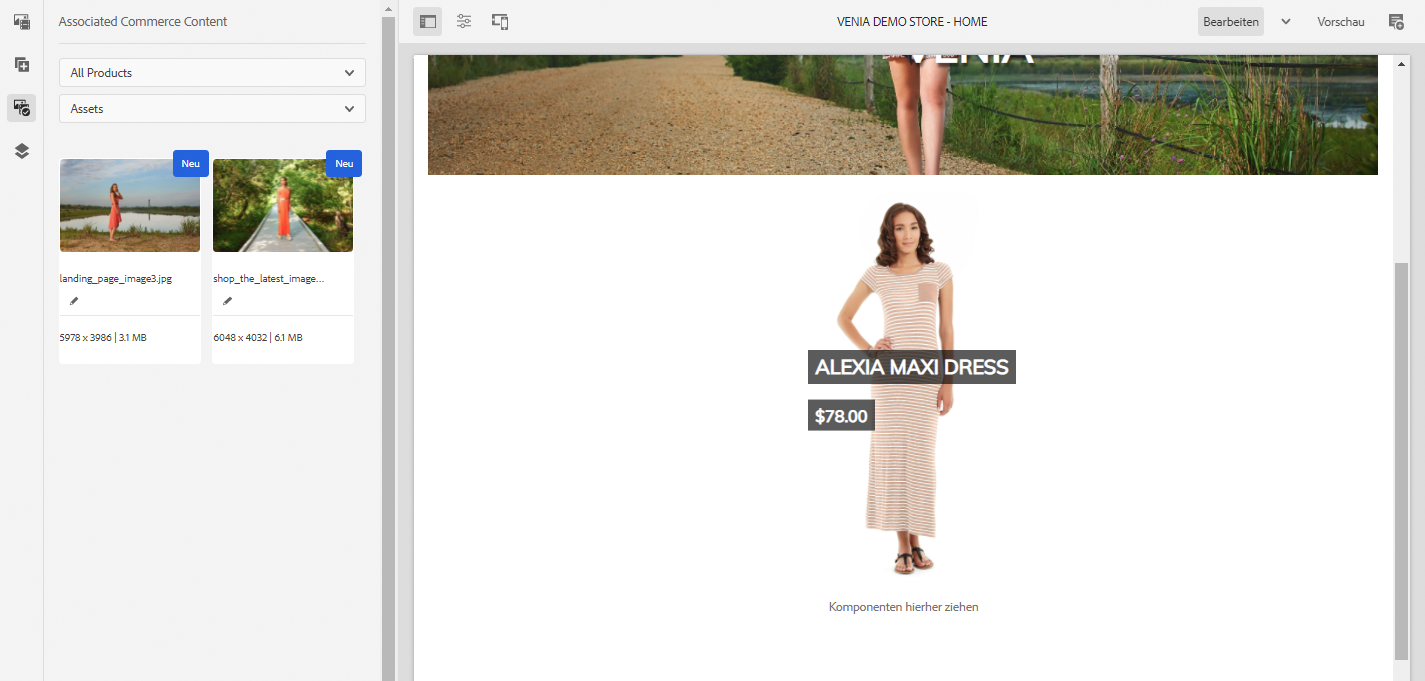 Associated Commerce Content
All Products
Assets
Neu
Neu
landing_page_image3.jpg
shop_the_latest_image...
5978 x 3986 | 3.1 MB
6048 x 4032 | 6.1 MB
VENIA DEMO STORE - HOME
Bearbeiten
Vorschau
VENIA
ALEXIA MAXI DRESS
$78.00
Komponenten hierher ziehen